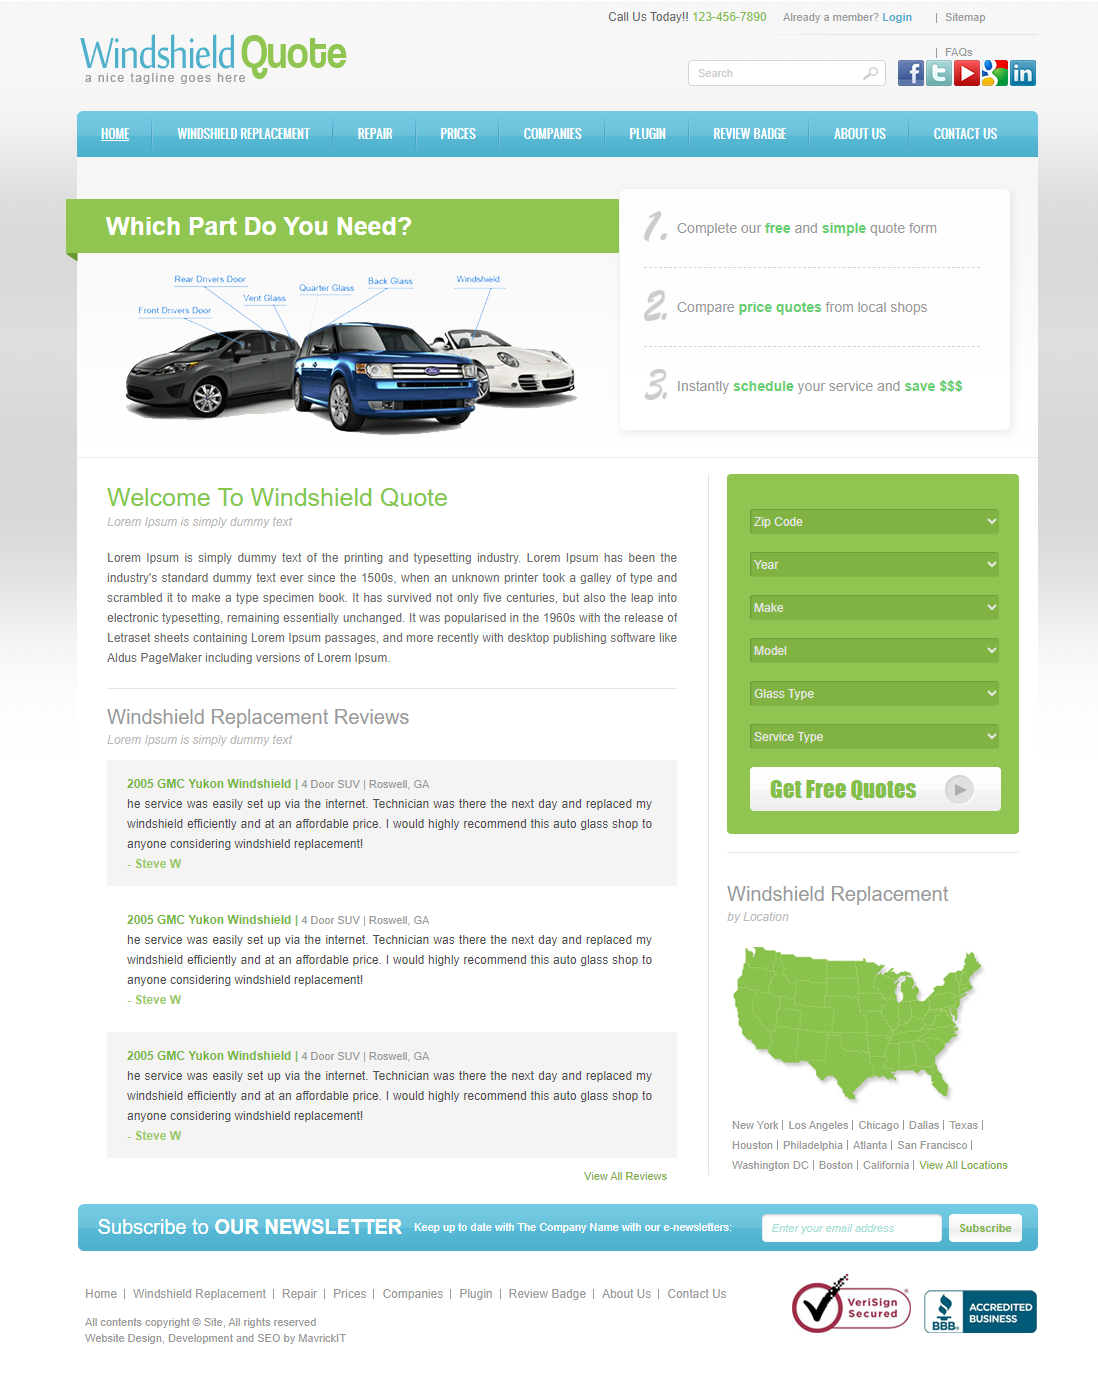 Call Us Today!! 123-456-7890 Already a member? Login | Sitemap
| FAQs
Windshield Quote
a nice tagline goes here
Search
HOME WINDSHIELD REPLACEMENT REPAIR PRICES COMPANIES PLUGIN REVIEW BADGE ABOUT US CONTACT US
Which Part Do You Need?
Rear Drivers Door
Back Glass
Windshield
Quarter Glass
Vent Glass
Front Drivers Door
1. Complete our free and simple quote form
2. Compare price quotes from local shops
3. Instantly schedule your service and save $$$
Welcome To Windshield Quote
Lorem Ipsum is simply dummy text
Lorem Ipsum is simply dummy text of the printing and typesetting industry. Lorem Ipsum has been the
industry's standard dummy text ever since the 1500s, when an unknown printer took a galley of type and
scrambled it to make a type specimen book. It has survived not only five centuries, but also the leap into
electronic typesetting, remaining essentially unchanged. It was popularised in the 1960s with the release of
Letraset sheets containing Lorem Ipsum passages, and more recently with desktop publishing software like
Aldus PageMaker including versions of Lorem Ipsum.
Windshield Replacement Reviews
Lorem Ipsum is simply dummy text
2005 GMC Yukon Windshield | 4 Door SUV | Roswell, GA
he service was easily set up via the internet. Technician was there the next day and replaced my
windshield efficiently and at an affordable price. I would highly recommend this auto glass shop to
anyone considering windshield replacement!
- Steve W
2005 GMC Yukon Windshield | 4 Door SUV | Roswell, GA
he service was easily set up via the internet. Technician was there the next day and replaced my
windshield efficiently and at an affordable price. I would highly recommend this auto glass shop to
anyone considering windshield replacement!
- Steve W
2005 GMC Yukon Windshield | 4 Door SUV | Roswell, GA
he service was easily set up via the internet. Technician was there the next day and replaced my
windshield efficiently and at an affordable price. I would highly recommend this auto glass shop to
anyone considering windshield replacement!
- Steve W
View All Reviews
Zip Code
Year
Make
Model
Glass Type
Service Type
Get Free Quotes
Windshield Replacement
by Location
New York | Los Angeles | Chicago | Dallas | Texas |
Houston | Philadelphia | Atlanta | San Francisco |
Washington DC | Boston | California | View All Locations
Subscribe to OUR NEWSLETTER Keep up to date with The Company Name with our e-newsletters: Enter your email address Subscribe
Home | Windshield Replacement | Repair | Prices | Companies | Plugin | Review Badge | About Us | Contact Us
All contents copyright © Site, All rights reserved
Website Design, Development and SEO by MavrickIT
VeriSign
Secured
BBB.
ACCREDITED
BUSINESS